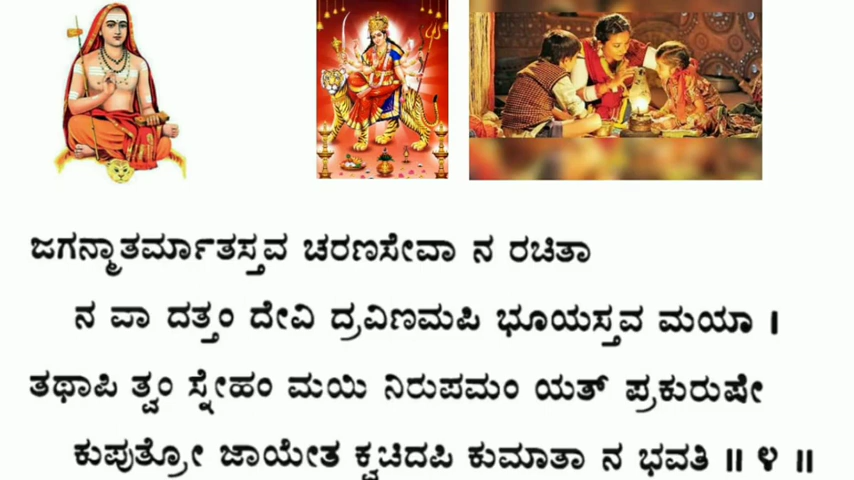 ಜಗನ್ಮಾತರ್ಮಾತಸ್ತವ ಚರಣಸೇವಾ ನ ರಚಿತಾ
ನ ವಾ ದತ್ತಂ ದೇವಿ ದ್ರವಿಣಮಪಿ ಭೂಯಸ್ತವ ಮಯಾ ।
ತಥಾಪಿ ತ್ವಂ ಸ್ನೇಹಂ ಮಯಿ ನಿರುಪಮಂ ಯತ್ ಪ್ರಕುರುಷೇ
ಕುಪುತ್ರೋ ಜಾಯೇತ ಕ್ವಚಿದಪಿ ಕುಮಾತಾ ನ ಭವತಿ ॥ ೪ ॥